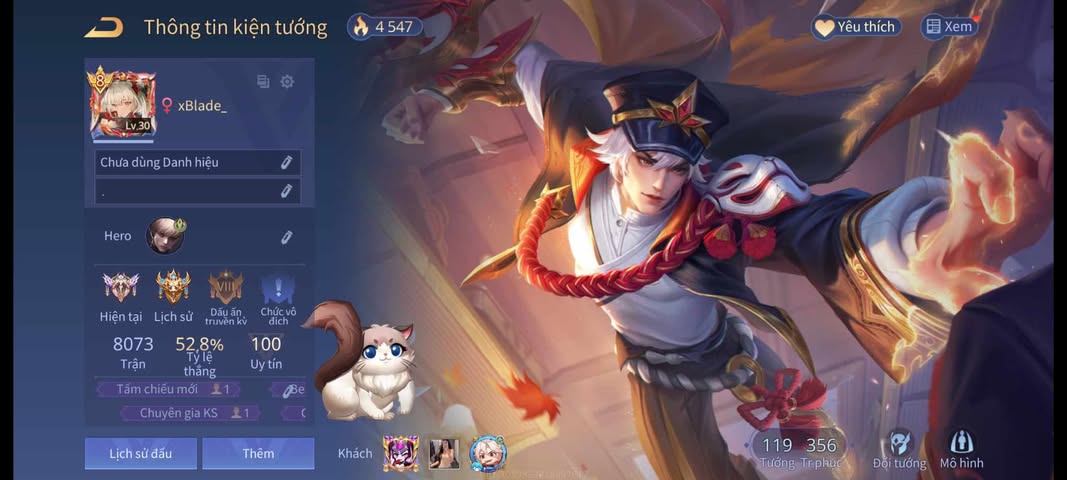 Thông tin kiện tướng
4 547
Yêu thích
Xem
8
Lv.30
xBlade_
Chưa dùng Danh hiệu
.
Hero
VIII
Hiện tại
Lịch sử
Dấu ấn truyền kỳ
Chức vô địch
8073
52,8%
100
Trận
Tỷ lệ thắng
Uy tín
Tấm chiếu mới 1
Be
Chuyên gia KS 1
Lịch sử đấu
Thêm
Khách
119 356
Tướng Tr.phục
Đổi tướng
Mô hình